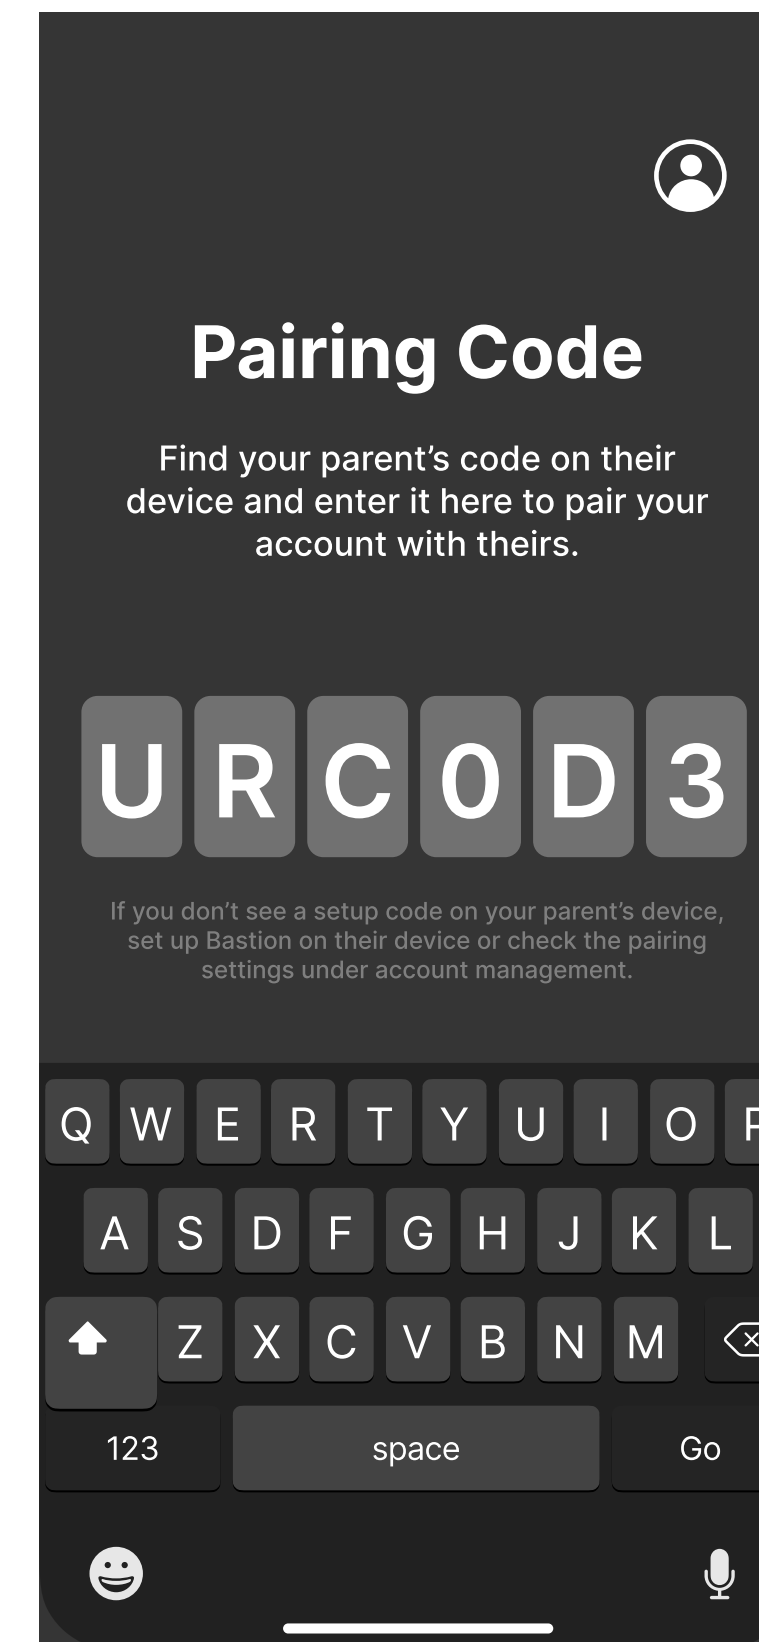 Pairing Code
Find your parent’s code on their
device and enter it here to pair your
account with theirs.
U R C 0 D 3
If you don’t see a setup code on your parent’s device,
set up Bastion on their device or check the pairing
settings under account management.
Q W E R T Y U I O P
A S D F G H J K L
Z X C V B N M
123 space Go